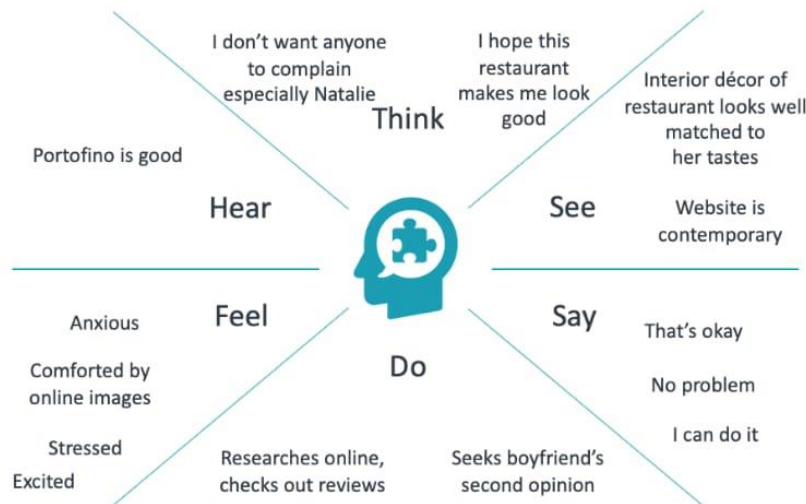 I don’t want anyone
to complain
especially Natalie
I hope this
restaurant
makes me look
good
Think
Interior décor of
restaurant looks well
matched to
her tastes
Website is
contemporary
See
Portofino is good
Hear
Feel
Anxious
Comforted by
online images
Stressed
Excited
Do
Researches online,
checks out reviews
Seeks boyfriend’s
second opinion
Say
That’s okay
No problem
I can do it